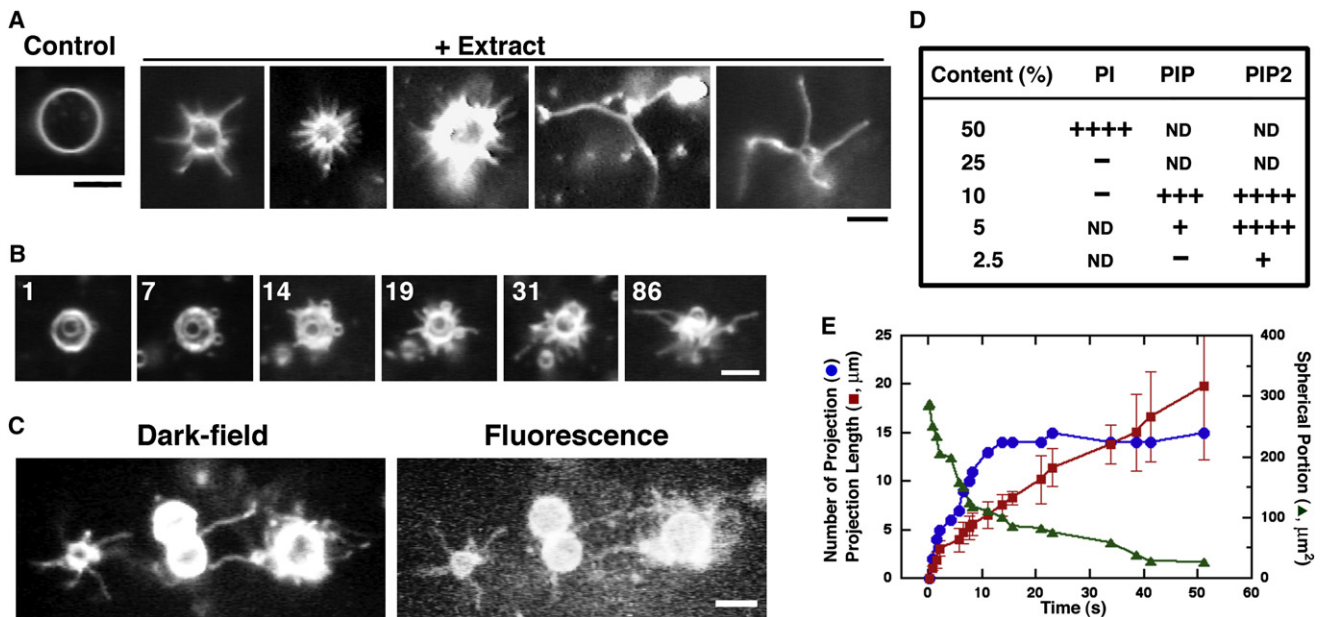 A
Control
+ Extract
B
1 7 14 19 31 86
C
Dark-field Fluorescence
D
Content (%) PI PIP PIP2
50 ++++ ND ND
25 − ND ND
10 − +++ ++++
5 ND + ++++
2.5 ND − +
E
Number of Projection (●)
Projection Length (■, μm)
25
20
15
10
5
0
400
300
200
100
0
Spherical Portion (▲, μm²)
0 10 20 30 40 50 60
Time (s)